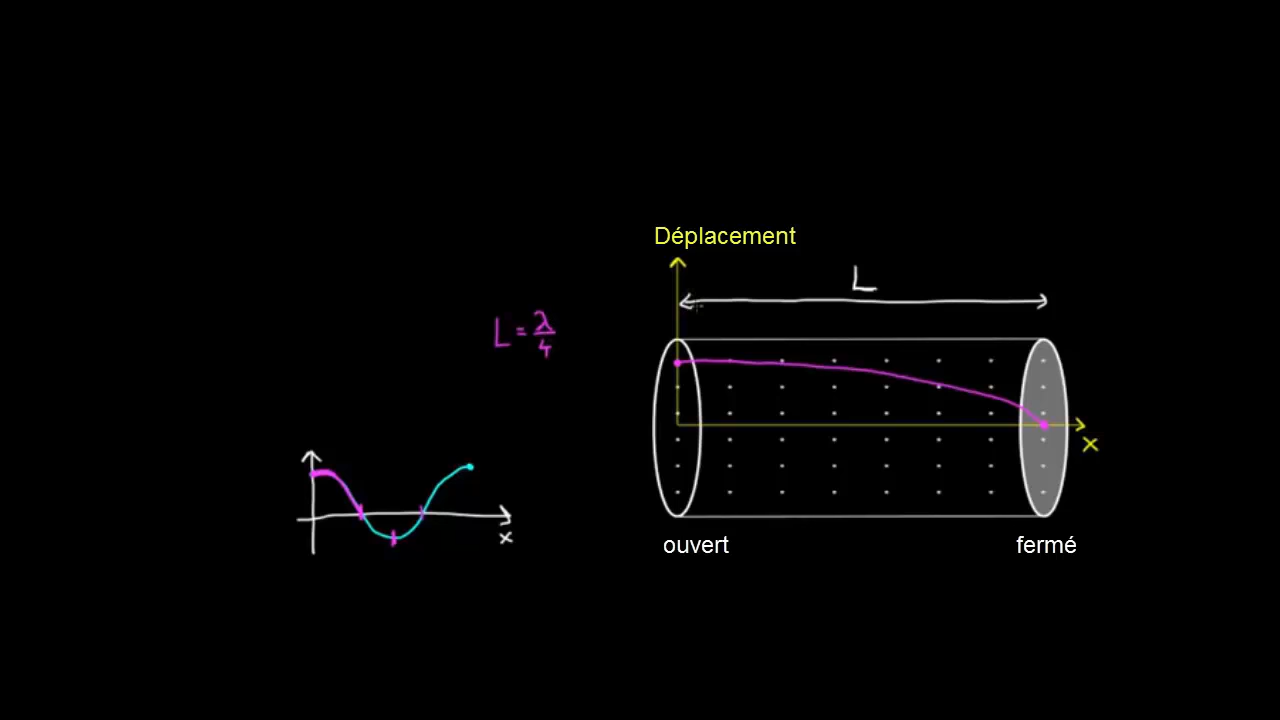 Déplacement
L
L = λ/4
x
x
ouvert
fermé